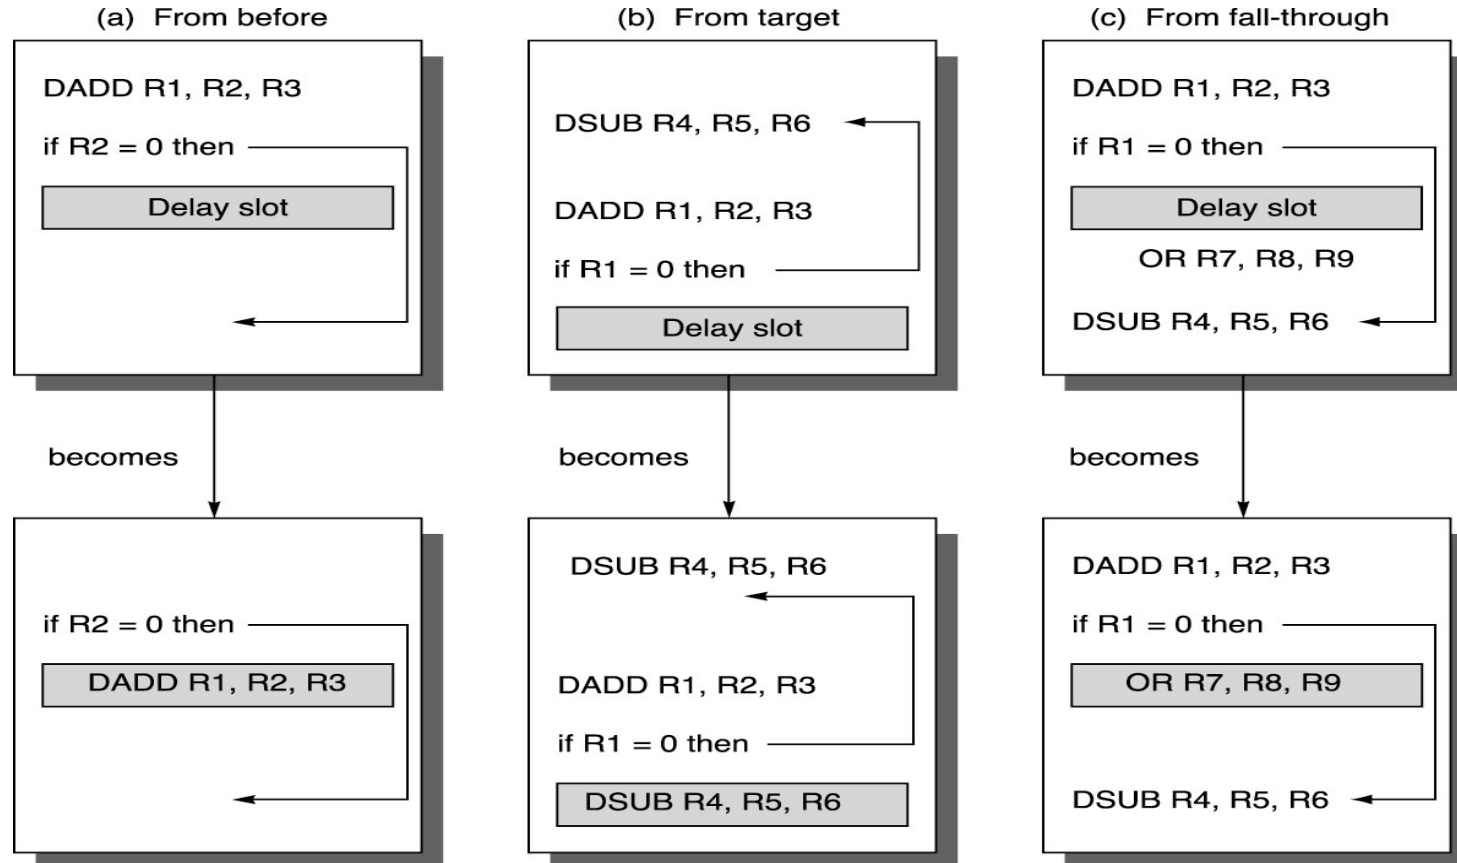 (a) From before
DADD R1, R2, R3
if R2 = 0 then
Delay slot
becomes
if R2 = 0 then
DADD R1, R2, R3
(b) From target
DSUB R4, R5, R6
DADD R1, R2, R3
if R1 = 0 then
Delay slot
becomes
DSUB R4, R5, R6
DADD R1, R2, R3
if R1 = 0 then
DSUB R4, R5, R6
(c) From fall-through
DADD R1, R2, R3
if R1 = 0 then
Delay slot
OR R7, R8, R9
DSUB R4, R5, R6
becomes
DADD R1, R2, R3
if R1 = 0 then
OR R7, R8, R9
DSUB R4, R5, R6